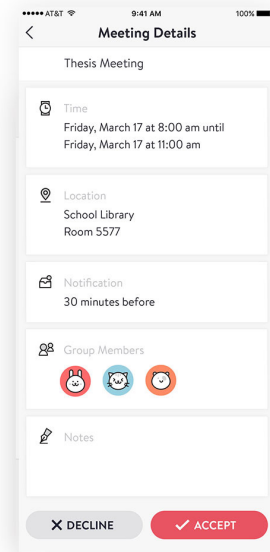 AT&T 9:41 AM 100%
Meeting Details
Thesis Meeting
Time
Friday, March 17 at 8:00 am until
Friday, March 17 at 11:00 am
Location
School Library
Room 5577
Notification
30 minutes before
Group Members
Notes
DECLINE ACCEPT